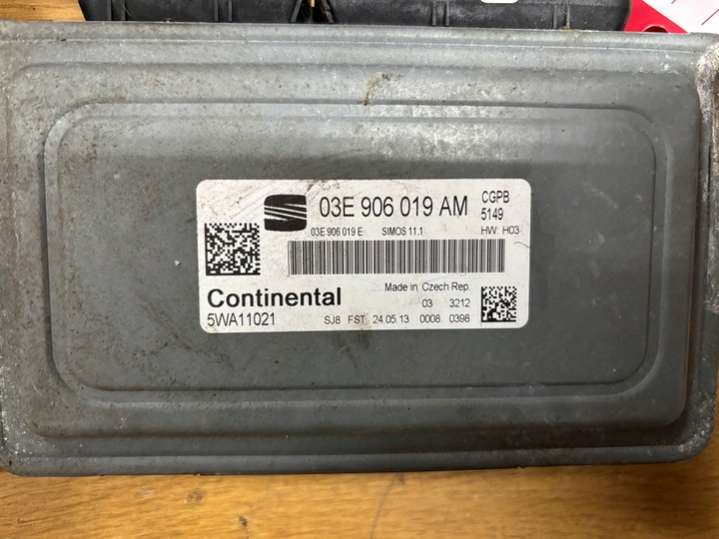 03E 906 019 AM
CGPB
5149
03E 906 019 E SIMOS 11.1 HW: H03
Continental
Made in Czech Rep.
03 3212
5WA11021 SJ8 FST 24.05.13 0008 0398